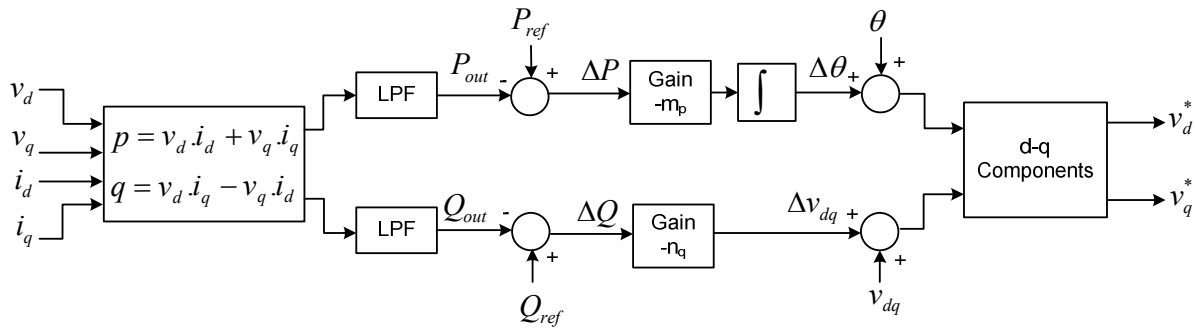 v_d
v_q
i_d
i_q
p = v_d.i_d + v_q.i_q
q = v_d.i_q − v_q.i_d
LPF
P_out
-
P_ref
+
ΔP
Gain
-m_p
∫
Δθ
+
θ
+
LPF
Q_out
-
+
Q_ref
ΔQ
Gain
-n_q
Δv_dq
+
+
v_dq
d-q
Components
v_d^*
v_q^*